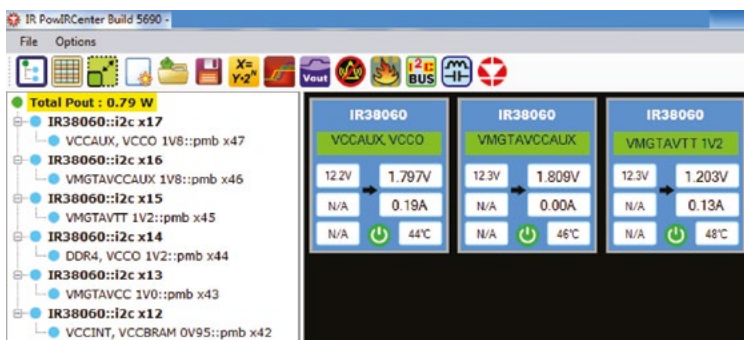 IR PowIRCenter Build 5690 -
File Options
X=
Y·2ᴺ
Vout
I²C
BUS
Total Pout : 0.79 W
IR38060::i2c x17
VCCAUX, VCCO 1V8::pmb x47
IR38060::i2c x16
VMGTAVCCAUX 1V8::pmb x46
IR38060::i2c x15
VMGTAVTT 1V2::pmb x45
IR38060::i2c x14
DDR4, VCCO 1V2::pmb x44
IR38060::i2c x13
VMGTAVCC 1V0::pmb x43
IR38060::i2c x12
VCCINT, VCCBRAM 0V95::pmb x42
IR38060
VCCAUX, VCCO
12.2V 1.797V
N/A 0.19A
N/A 44°C
IR38060
VMGTAVCCAUX
12.3V 1.809V
N/A 0.00A
N/A 46°C
IR38060
VMGTAVTT 1V2
12.3V 1.203V
N/A 0.13A
N/A 48°C